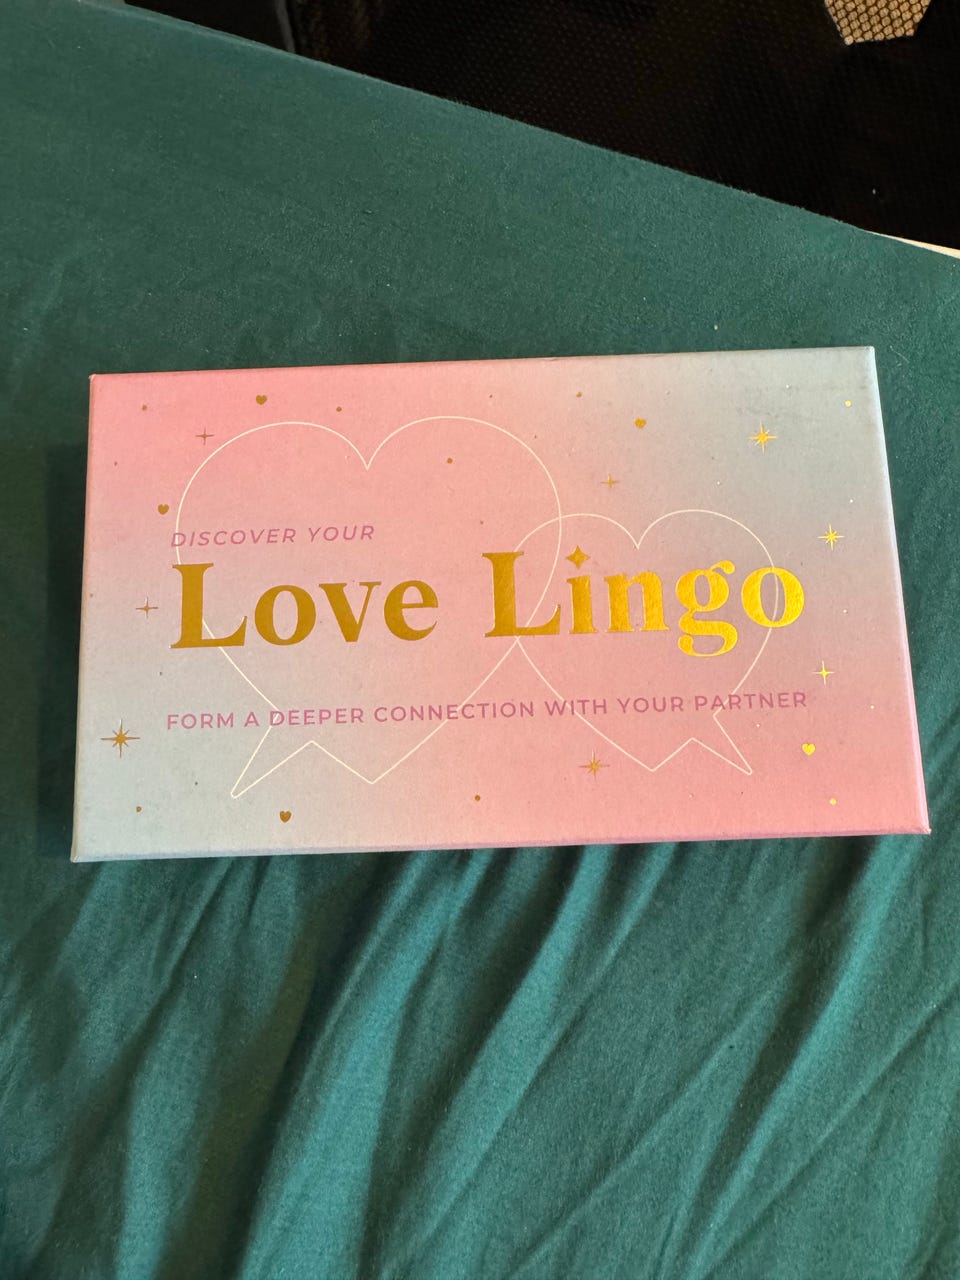 DISCOVER YOUR
Love Lingo
FORM A DEEPER CONNECTION WITH YOUR PARTNER